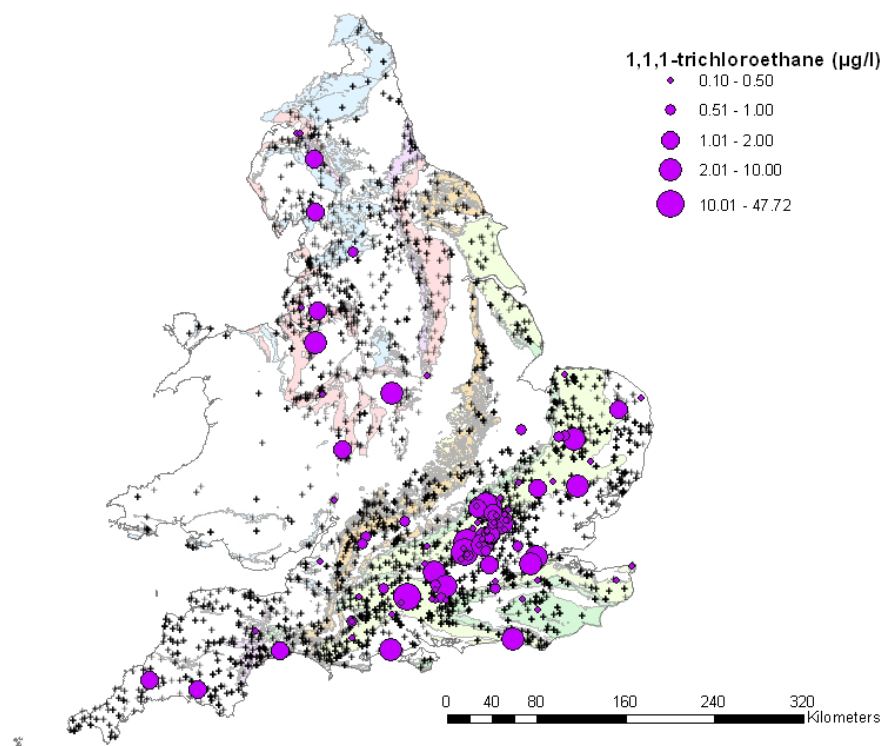 1,1,1-trichloroethane (µg/l)
0.10 - 0.50
0.51 - 1.00
1.01 - 2.00
2.01 - 10.00
10.01 - 47.72
0 40 80 160 240 320
Kilometers